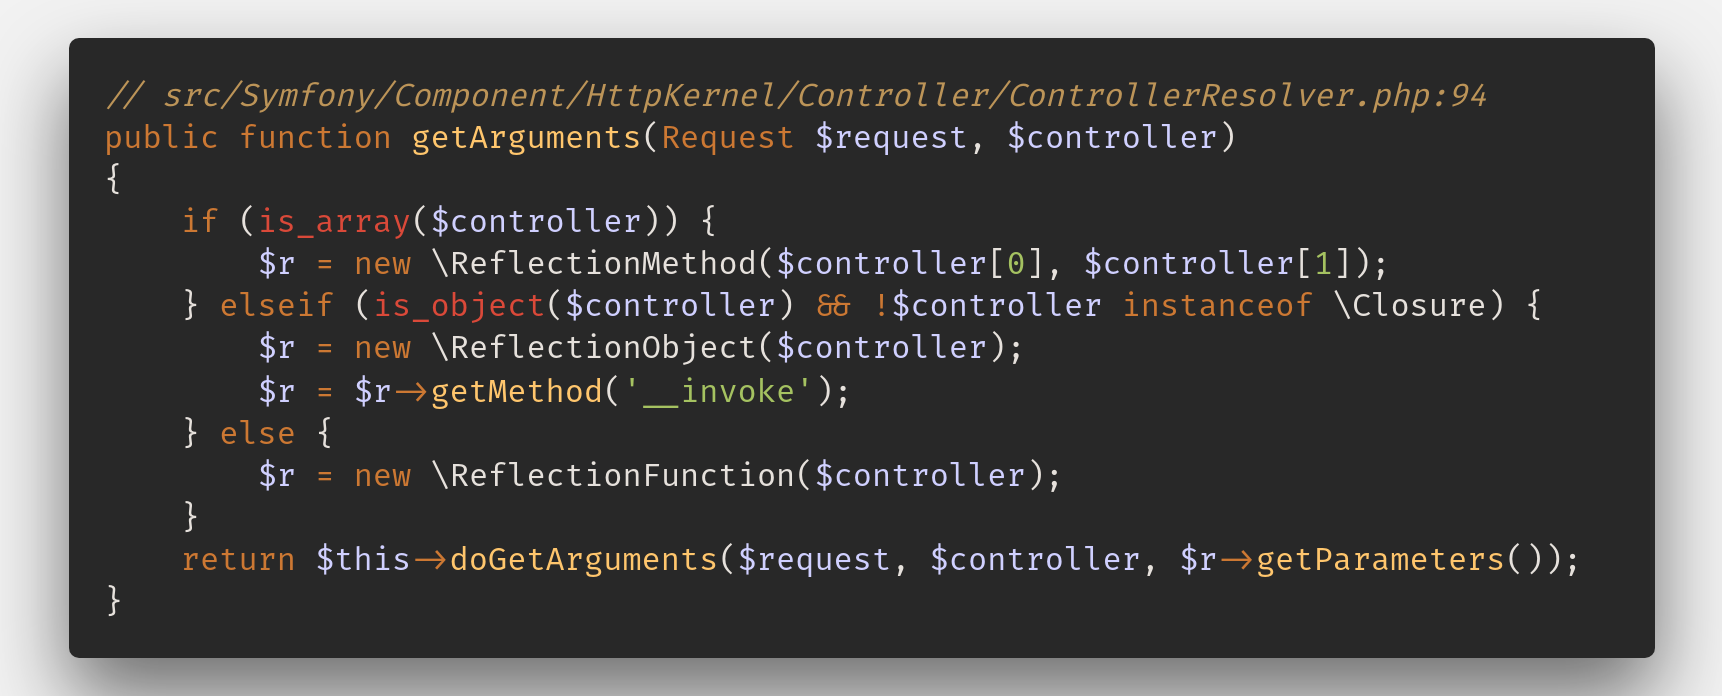 // src/Symfony/Component/HttpKernel/Controller/ControllerResolver.php:94
public function getArguments(Request $request, $controller)
{
    if (is_array($controller)) {
        $r = new \ReflectionMethod($controller[0], $controller[1]);
    } elseif (is_object($controller) && !$controller instanceof \Closure) {
        $r = new \ReflectionObject($controller);
        $r = $r->getMethod('__invoke');
    } else {
        $r = new \ReflectionFunction($controller);
    }
    return $this->doGetArguments($request, $controller, $r->getParameters());
}